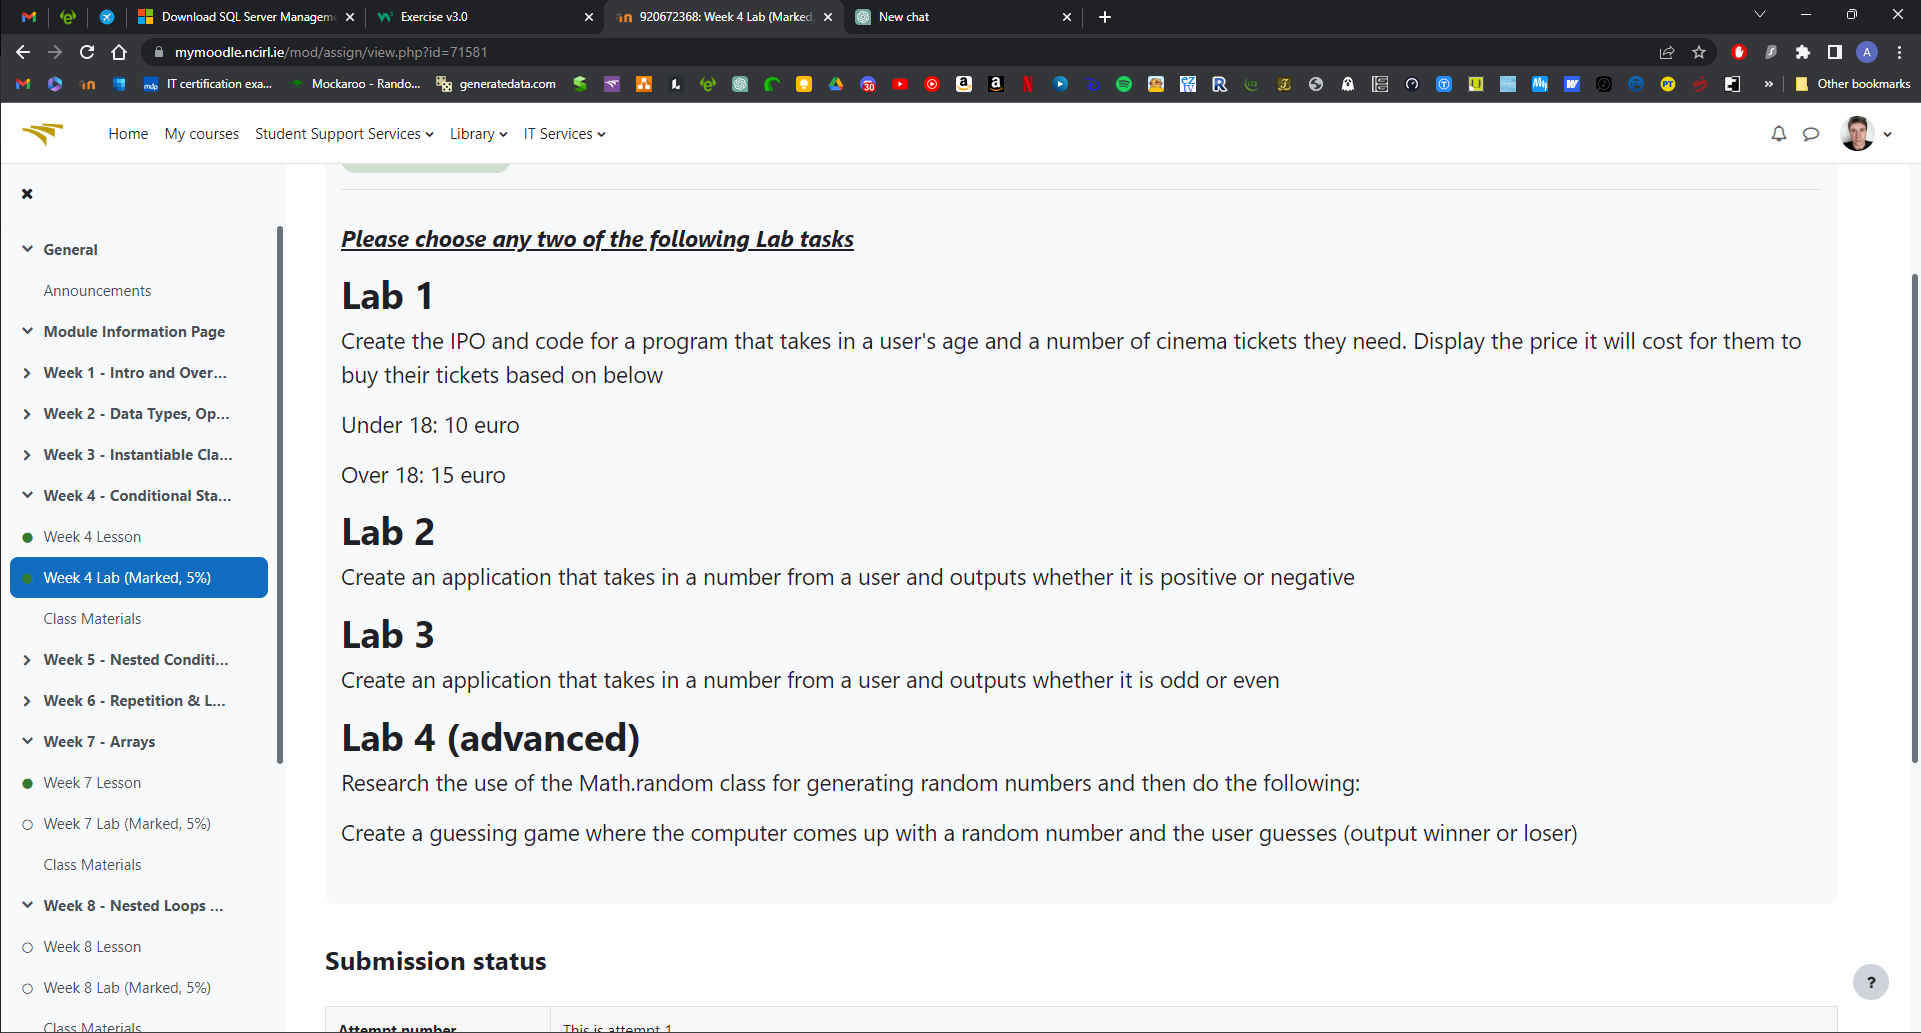 Download SQL Server Managem
Exercise v3.0
920672368: Week 4 Lab (Marked,
New chat
mymoodle.ncirl.ie/mod/assign/view.php?id=71581
IT certification exa...
Mockaroo - Rando...
generatedata.com
Other bookmarks
Home
My courses
Student Support Services
Library
IT Services
General
Announcements
Module Information Page
Week 1 - Intro and Over...
Week 2 - Data Types, Op...
Week 3 - Instantiable Cla...
Week 4 - Conditional Sta...
Week 4 Lesson
Week 4 Lab (Marked, 5%)
Class Materials
Week 5 - Nested Conditi...
Week 6 - Repetition & L...
Week 7 - Arrays
Week 7 Lesson
Week 7 Lab (Marked, 5%)
Class Materials
Week 8 - Nested Loops ...
Week 8 Lesson
Week 8 Lab (Marked, 5%)
Class Materials
Please choose any two of the following Lab tasks
Lab 1
Create the IPO and code for a program that takes in a user's age and a number of cinema tickets they need. Display the price it will cost for them to
buy their tickets based on below
Under 18: 10 euro
Over 18: 15 euro
Lab 2
Create an application that takes in a number from a user and outputs whether it is positive or negative
Lab 3
Create an application that takes in a number from a user and outputs whether it is odd or even
Lab 4 (advanced)
Research the use of the Math.random class for generating random numbers and then do the following:
Create a guessing game where the computer comes up with a random number and the user guesses (output winner or loser)
Submission status
Attempt number
This is attempt 1
?